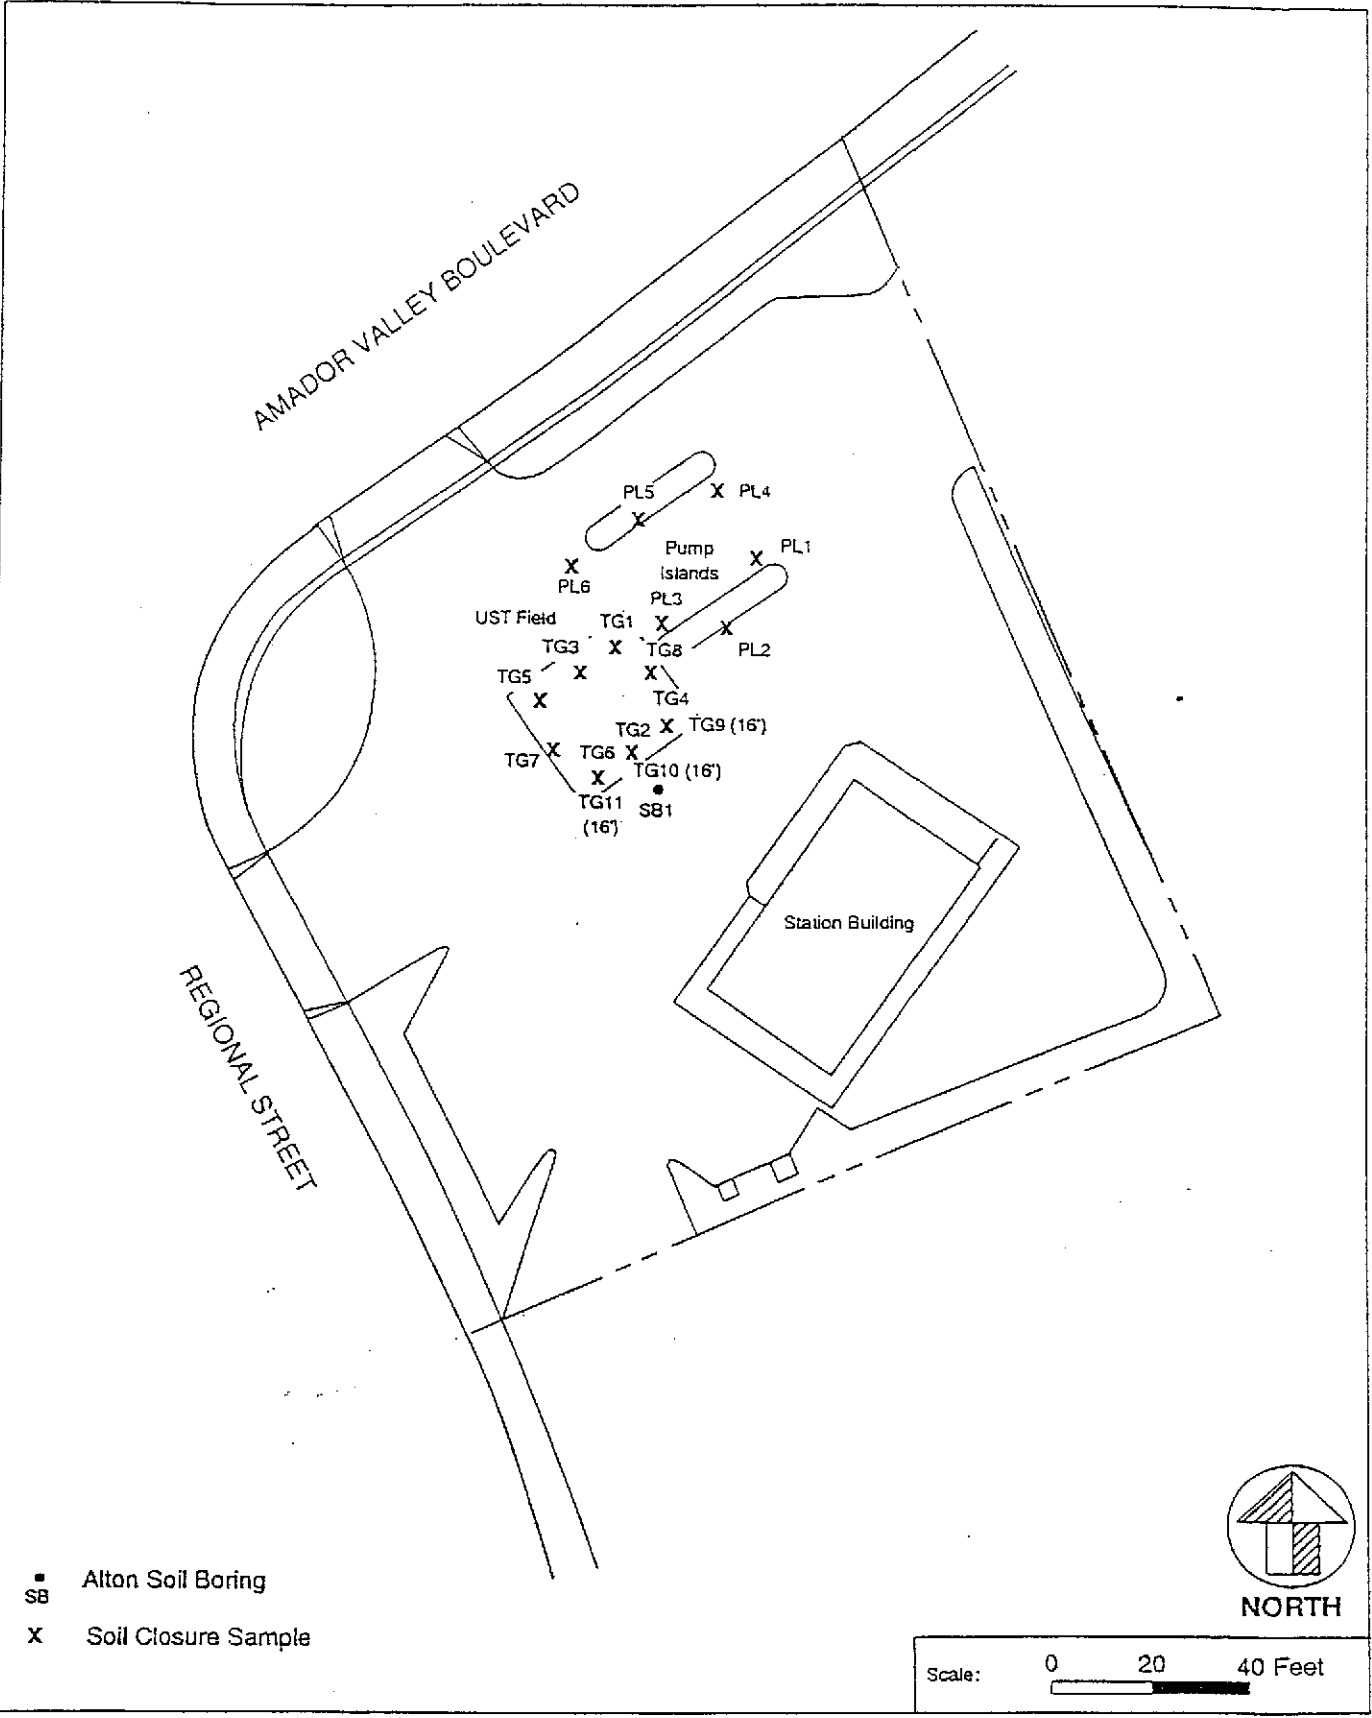 AMADOR VALLEY BOULEVARD
PL5
X
X PL4
Pump
Islands
X PL1
X
PL6
PL3
X
UST Field
TG1
X
X
PL2
TG3
X
TG8
X
TG5
X
TG4
TG2 X TG9 (16')
X
TG7 X
TG6
X
TG10 (16')
TG11
(16')
SB1
Station Building
REGIONAL STREET
SB Alton Soil Boring
X Soil Closure Sample
NORTH
Scale: 0 20 40 Feet